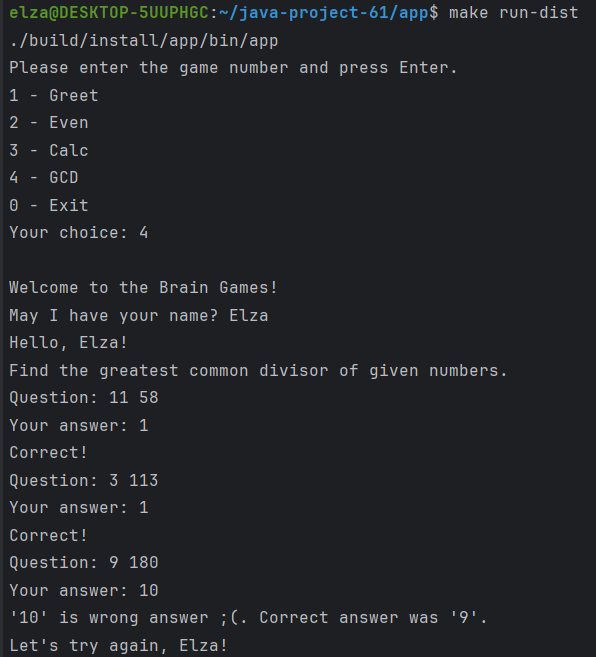 elza@DESKTOP-5UUPHGC:~/java-project-61/app$ make run-dist
./build/install/app/bin/app
Please enter the game number and press Enter.
1 - Greet
2 - Even
3 - Calc
4 - GCD
0 - Exit
Your choice: 4
Welcome to the Brain Games!
May I have your name? Elza
Hello, Elza!
Find the greatest common divisor of given numbers.
Question: 11 58
Your answer: 1
Correct!
Question: 3 113
Your answer: 1
Correct!
Question: 9 180
Your answer: 10
'10' is wrong answer ;(. Correct answer was '9'.
Let's try again, Elza!